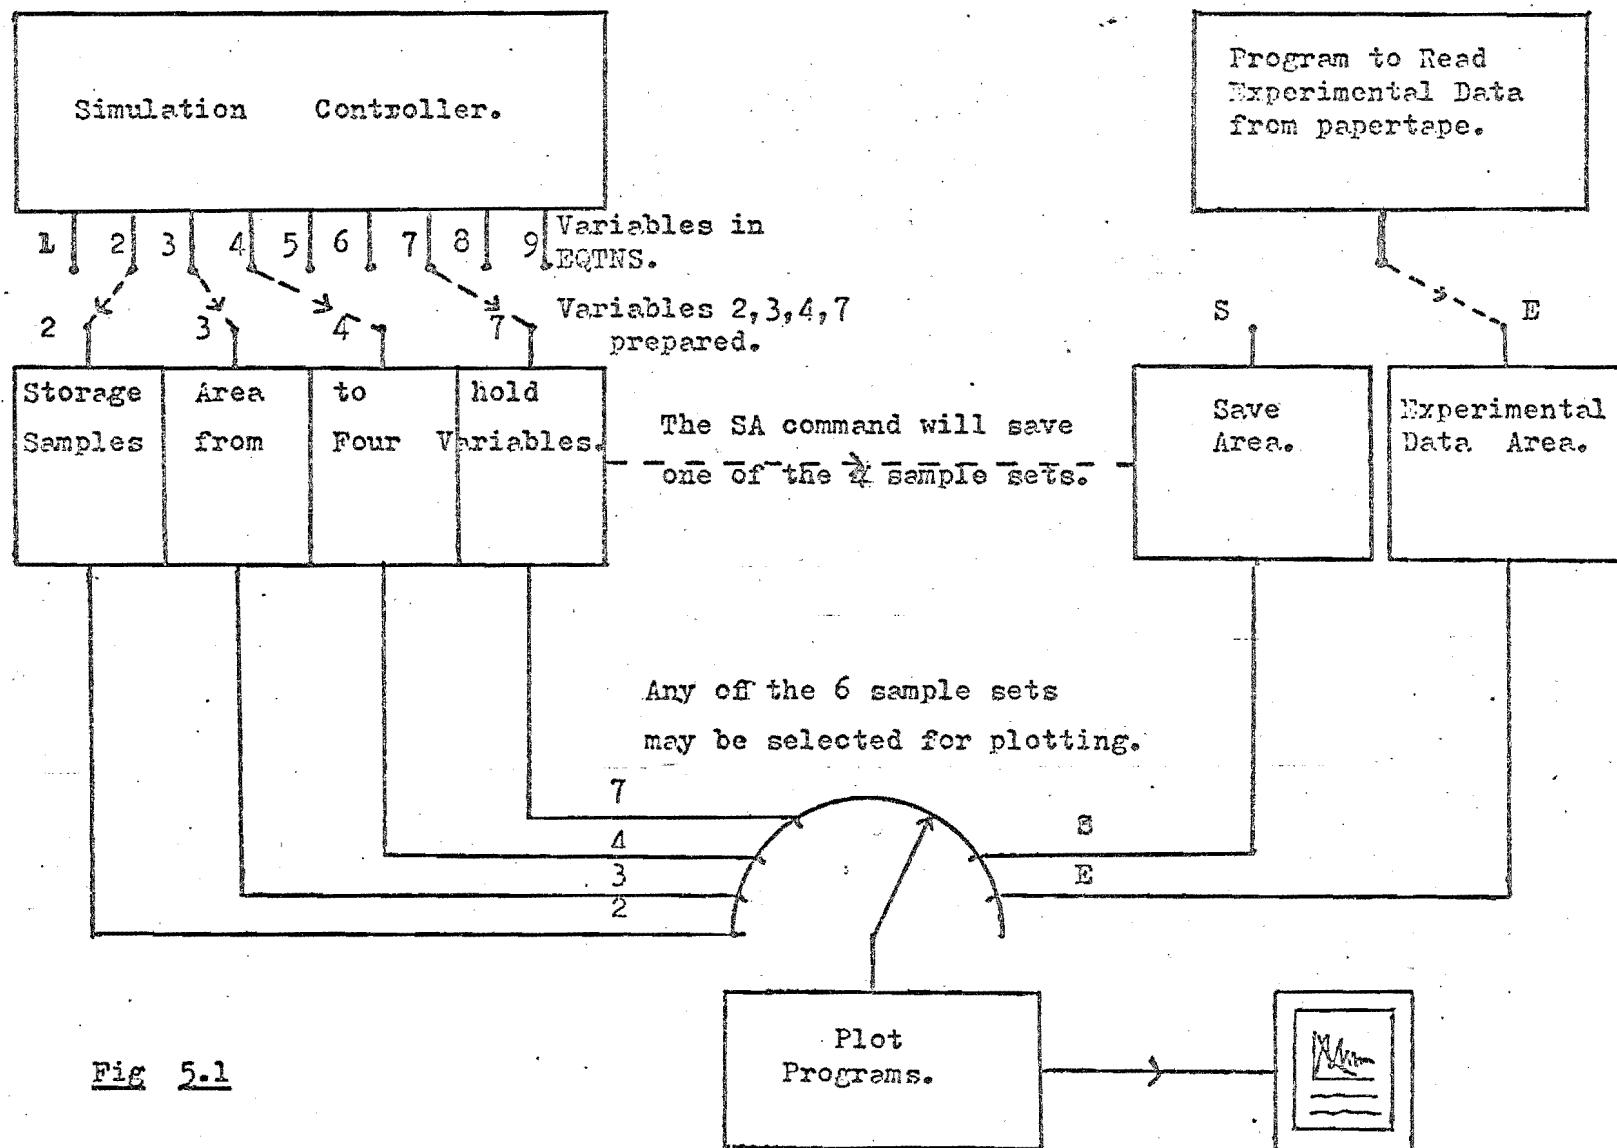 Simulation Controller.
Program to Read
Experimental Data
from papertape.
1 2 3 4 5 6 7 8 9
Variables in
EQTNS.
2 3 4 7
Variables 2,3,4,7
prepared.
S
E
Storage Area to hold
Samples from Four Variables.
The SA command will save
one of the 4 sample sets.
Save
Area.
Experimental
Data Area.
Any off the 6 sample sets
may be selected for plotting.
7
4
3
2
S
E
Plot
Programs.
Fig 5.1